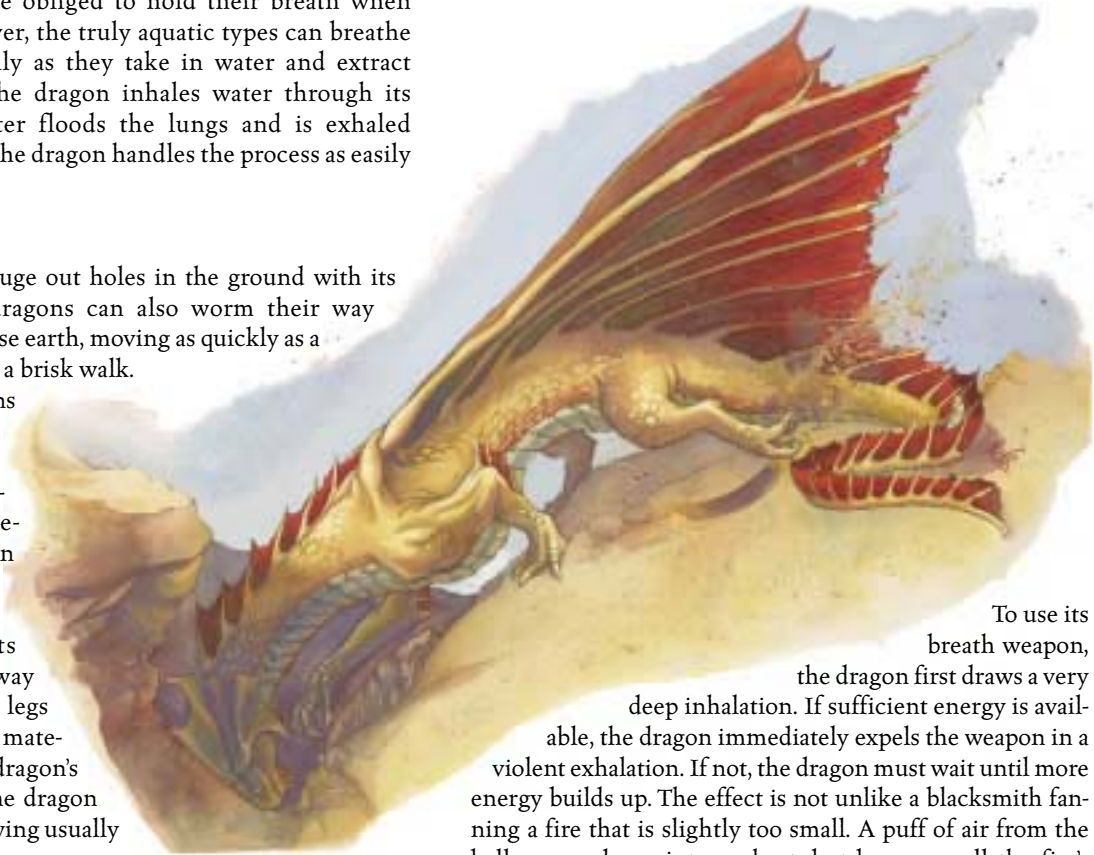 e obliged to hold their breath when
ver, the truly aquatic types can breathe
ily as they take in water and extract
he dragon inhales water through its
ter floods the lungs and is exhaled
he dragon handles the process as easily
uge out holes in the ground with its
dragons can also worm their way
se earth, moving as quickly as a
a brisk walk.
ns
-
e-
n
ts
way
legs
mate-
dragon's
he dragon
ving usually
To use its
breath weapon,
the dragon first draws a very
deep inhalation. If sufficient energy is avail-
able, the dragon immediately expels the weapon in a
violent exhalation. If not, the dragon must wait until more
energy builds up. The effect is not unlike a blacksmith fan-
ning a fire that is slightly too small. A puff of air from the